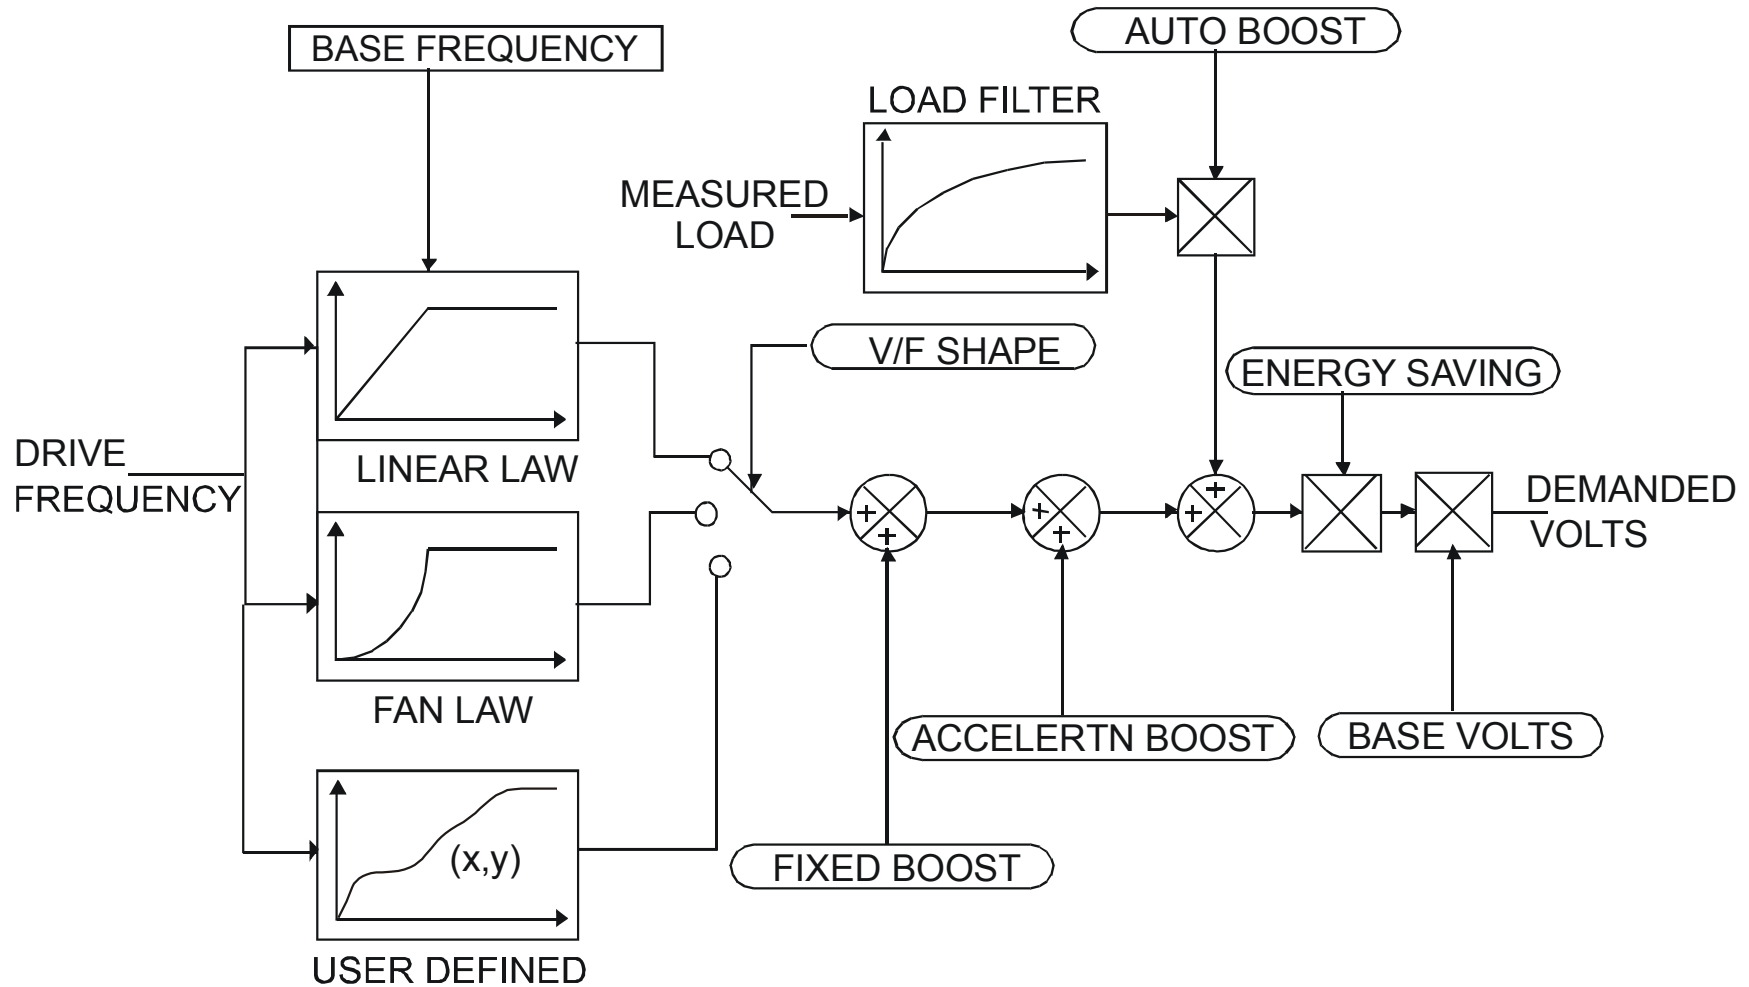 BASE FREQUENCY
AUTO BOOST
LOAD FILTER
MEASURED
LOAD
V/F SHAPE
ENERGY SAVING
DRIVE
FREQUENCY
LINEAR LAW
+
+
+
+
+
+
DEMANDED
VOLTS
FAN LAW
ACCELERTN BOOST
BASE VOLTS
(x,y)
FIXED BOOST
USER DEFINED